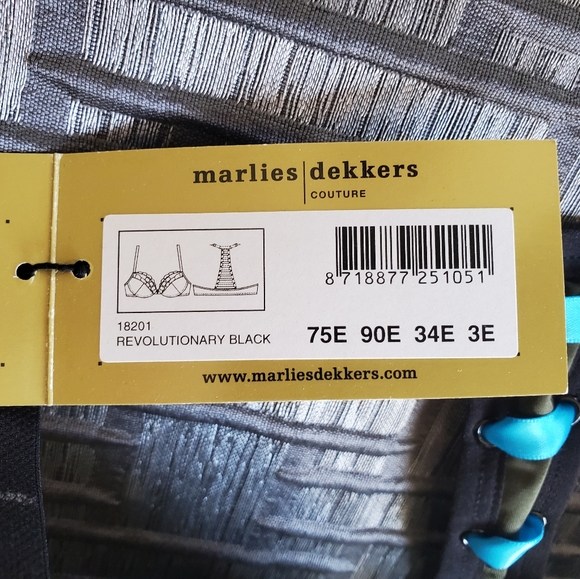 marlies dekkers
COUTURE
8 718877 251051
18201
REVOLUTIONARY BLACK
75E 90E 34E 3E
www.marliesdekkers.com